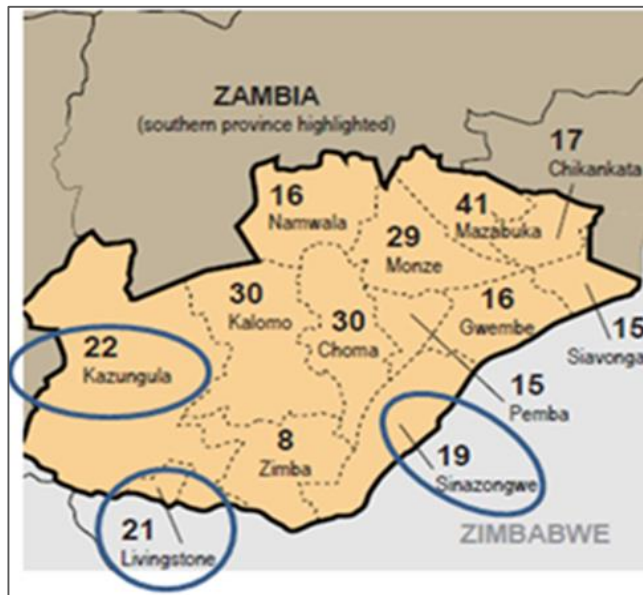 ZAMBIA
(southern province highlighted)
17
Chikankata
16
Namwala
41
Mazabuka
29
Monze
30
Kalomo
30
Choma
16
Gwembe
15
Siavonga
22
Kazungula
15
Pemba
8
Zimba
19
Sinazongwe
21
Livingstone
ZIMBABWE